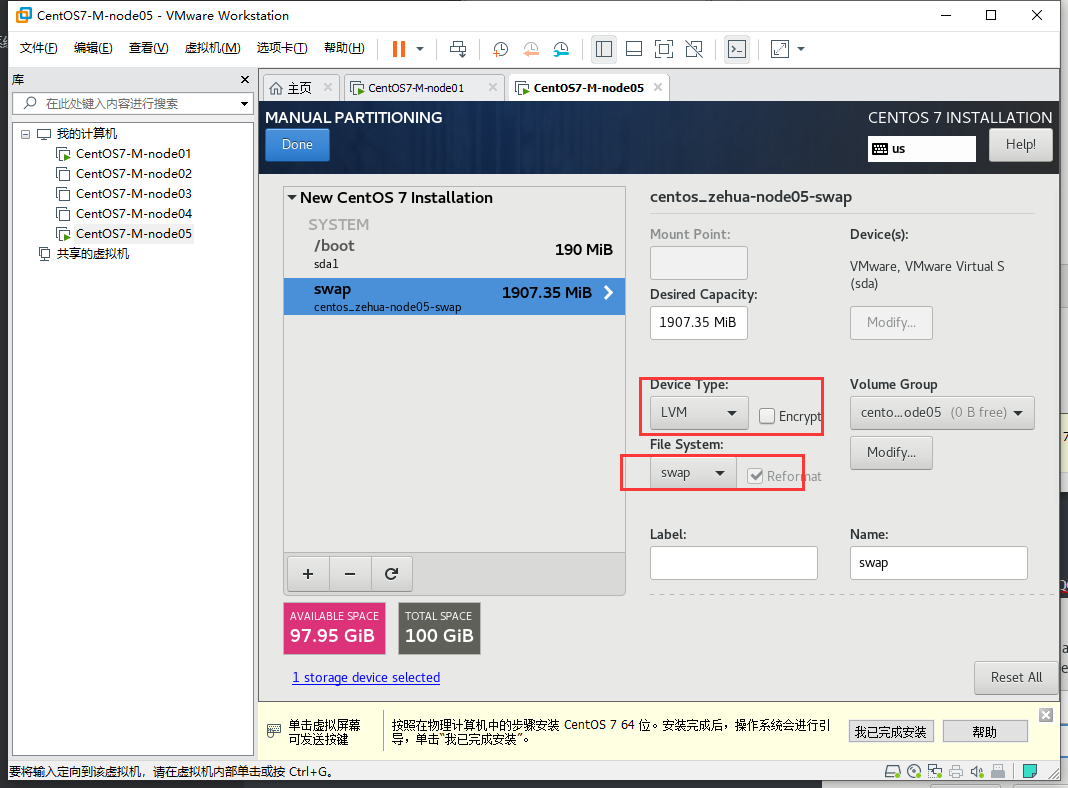 CentOS7-M-node05 - VMware Workstation
文件(F) 编辑(E) 查看(V) 虚拟机(M) 选项卡(T) 帮助(H)
库
在此处键入内容进行搜索
我的计算机
CentOS7-M-node01
CentOS7-M-node02
CentOS7-M-node03
CentOS7-M-node04
CentOS7-M-node05
共享的虚拟机
主页 CentOS7-M-node01 CentOS7-M-node05
MANUAL PARTITIONING
CENTOS 7 INSTALLATION
Done
us
Help!
New CentOS 7 Installation
SYSTEM
/boot
190 MiB
sda1
swap
1907.35 MiB
centos_zehua-node05-swap
AVAILABLE SPACE
97.95 GiB
TOTAL SPACE
100 GiB
1 storage device selected
centos_zehua-node05-swap
Mount Point:
Device(s):
VMware, VMware Virtual S
(sda)
Desired Capacity:
1907.35 MiB
Modify...
Device Type:
LVM
Encrypt
Volume Group
cento...ode05 (0 B free)
File System:
swap
Reformat
Modify...
Label:
Name:
swap
Reset All
单击虚拟屏幕
可发送按键
按照在物理计算机中的步骤安装 CentOS 7 64 位。安装完成后，操作系统会进行引
导，单击“我已完成安装”。
我已完成安装
帮助
要将输入定向到该虚拟机，请在虚拟机内部单击或按 Ctrl+G。